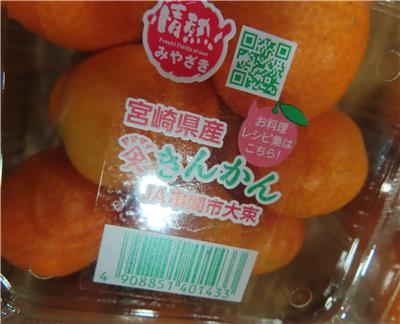 情熱!
Fresh! Fields of sun!
みやざき
お料理
レシピ集は
こちら!
宮崎県産
きんかん
JA串間市大束
4 908851 401433